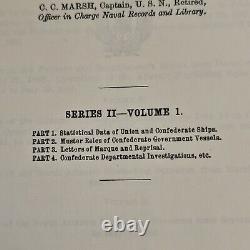 C. C. MARSH, Captain, U. S. N., Retired,
Officer in Charge Naval Records and Library.
SERIES II—VOLUME 1.
PART 1. Statistical Data of Union and Confederate Ships.
PART 2. Muster Roles of Confederate Government Vessels.
PART 3. Letters of Marque and Reprisal.
PART 4. Confederate Departmental Investigations, etc.
© 222th.com